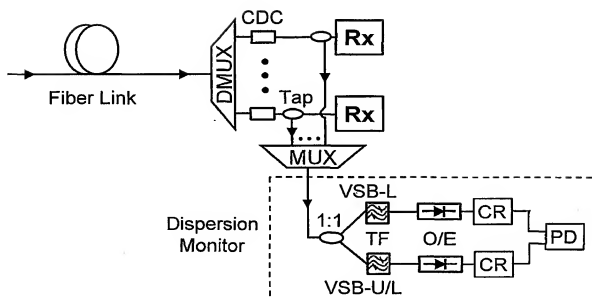 CDC
Rx
DMUX
Fiber Link
Tap
Rx
MUX
VSB-L
Dispersion
Monitor
1:1
TF
O/E
CR
PD
VSB-U/L
CR